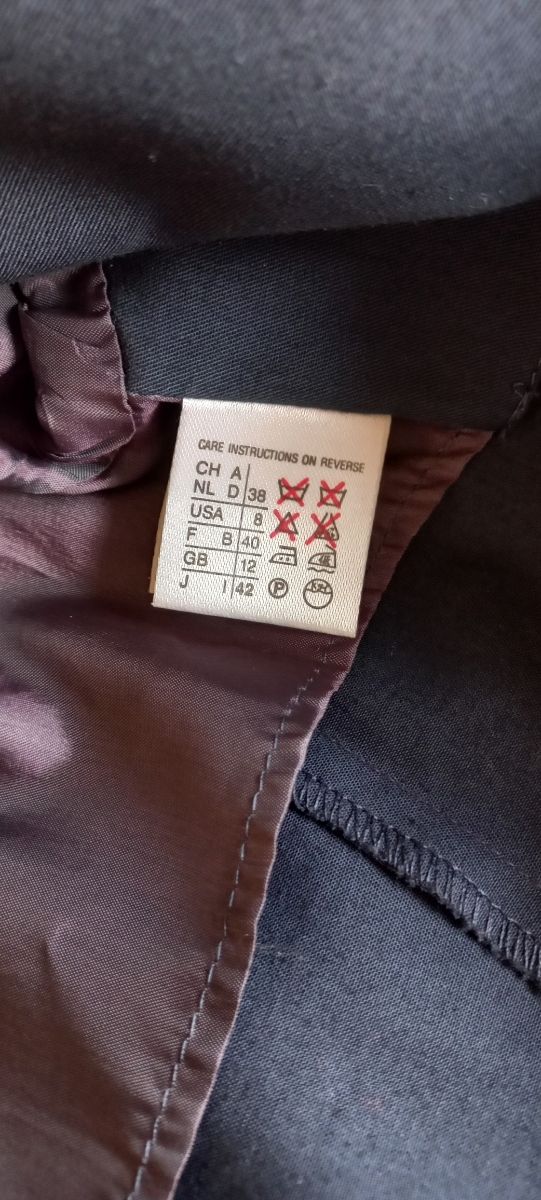 CARE INSTRUCTIONS ON REVERSE
CH A
NL D 38
USA 8
F B 40
GB 12
J I 42
P